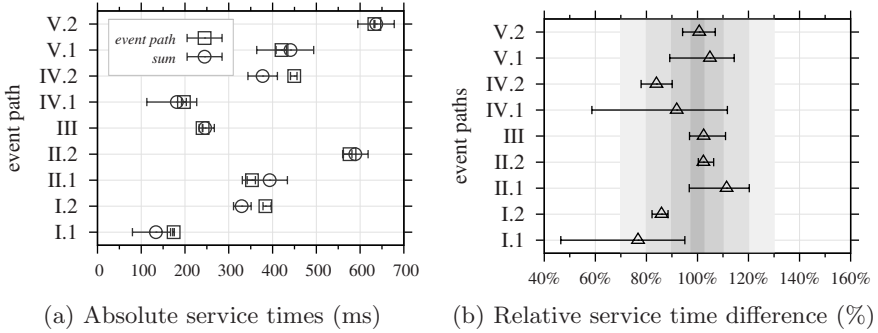 event path
V.2
V.1
IV.2
IV.1
III
II.2
II.1
I.2
I.1
event path
sum
0 100 200 300 400 500 600 700
(a) Absolute service times (ms)
event paths
V.2
V.1
IV.2
IV.1
III
II.2
II.1
I.2
I.1
40% 60% 80% 100% 120% 140% 160%
(b) Relative service time difference (%)